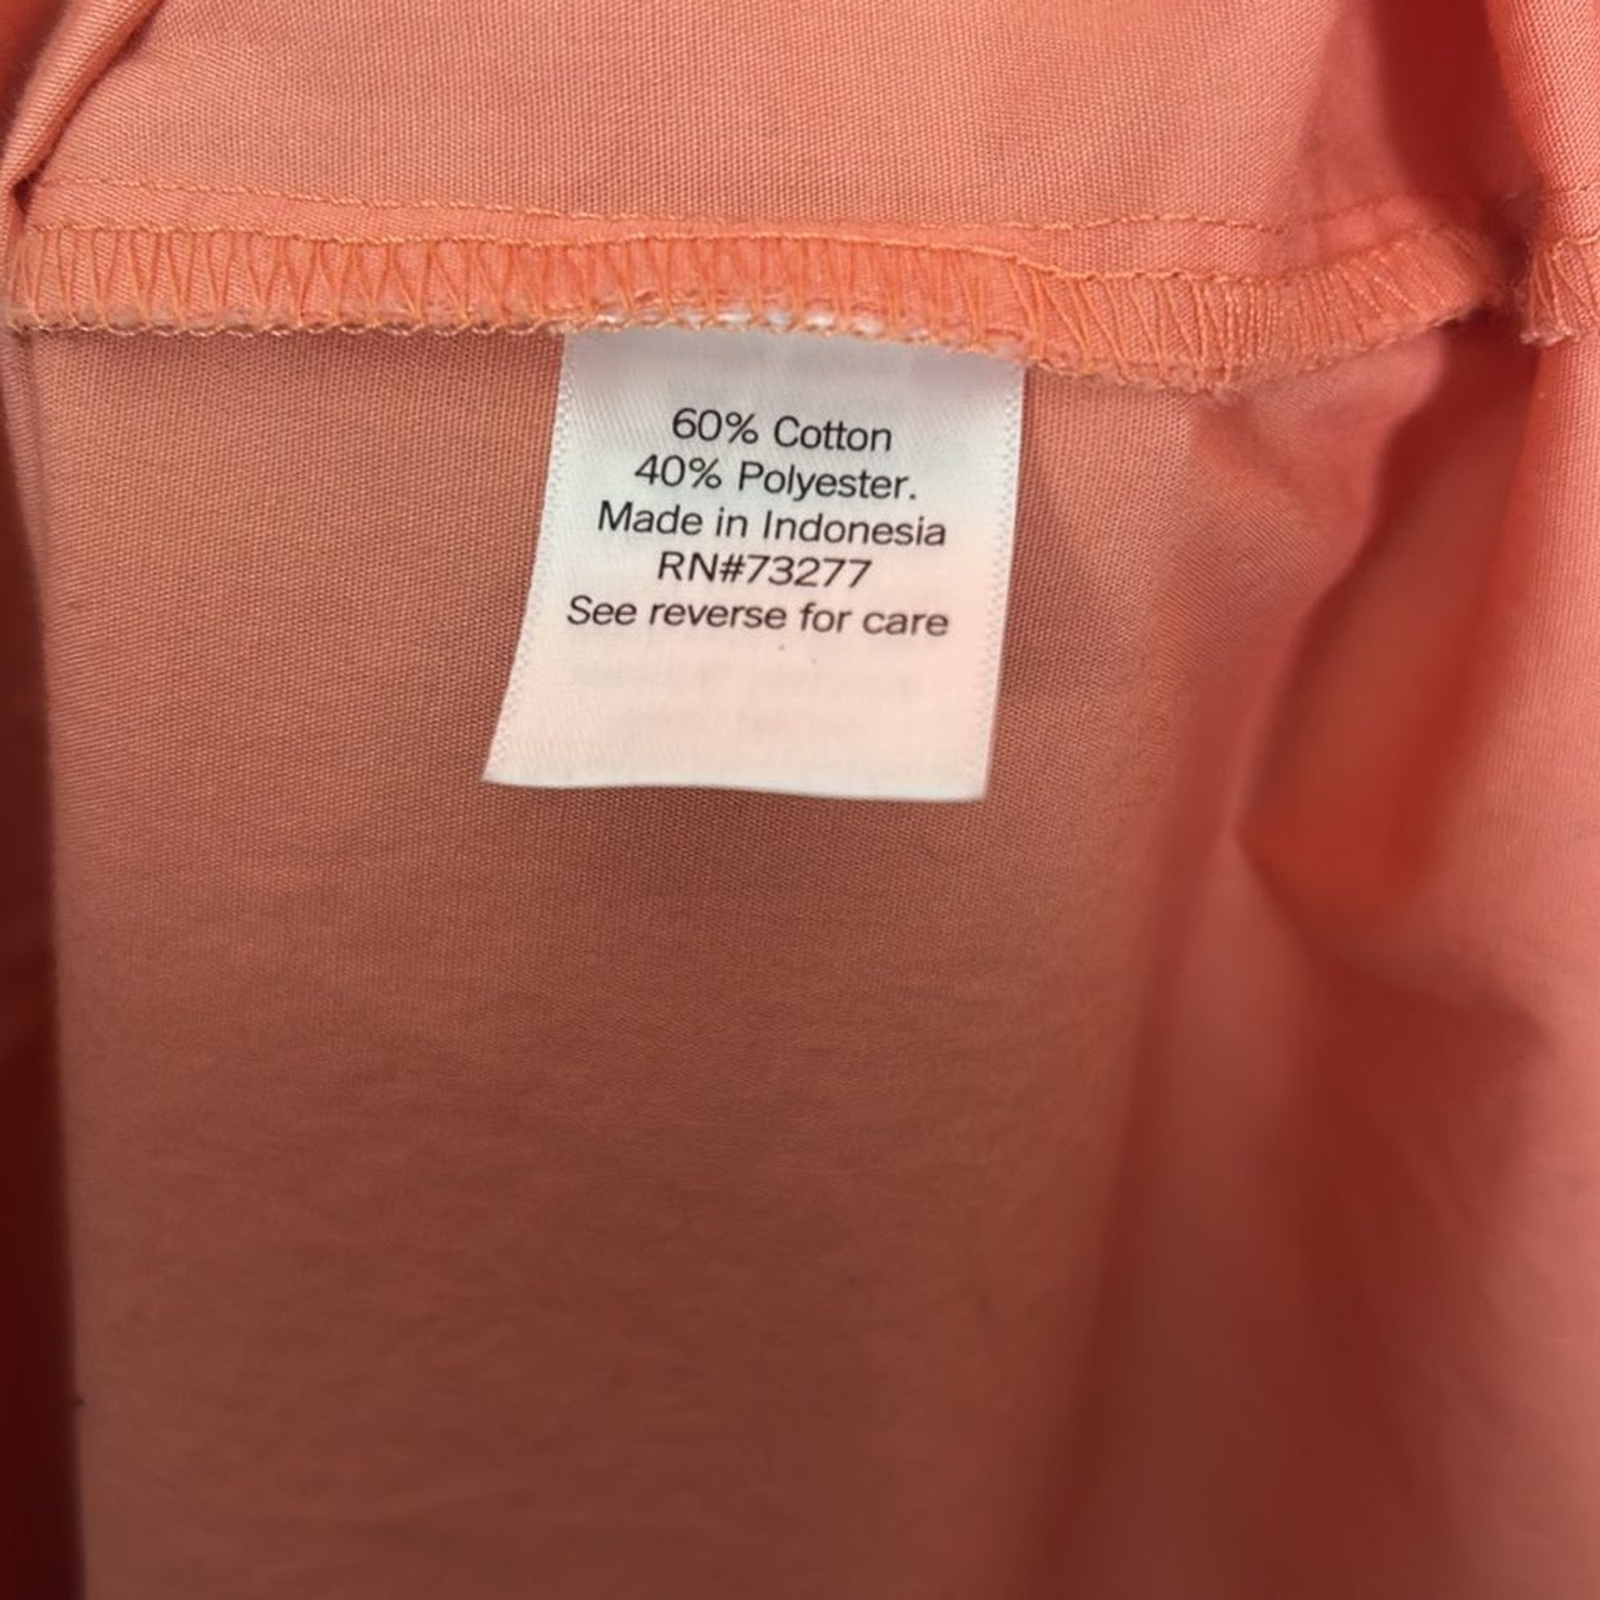 60% Cotton
40% Polyester.
Made in Indonesia
RN#73277
See reverse for care